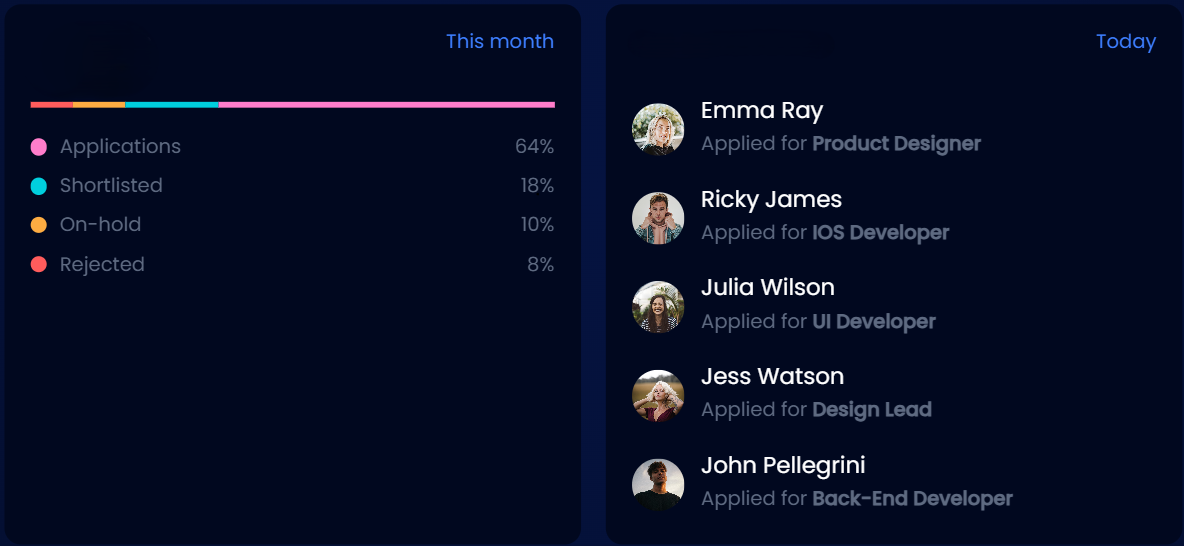 This month
Applications 64%
Shortlisted 18%
On-hold 10%
Rejected 8%
Today
Emma Ray
Applied for Product Designer
Ricky James
Applied for IOS Developer
Julia Wilson
Applied for UI Developer
Jess Watson
Applied for Design Lead
John Pellegrini
Applied for Back-End Developer